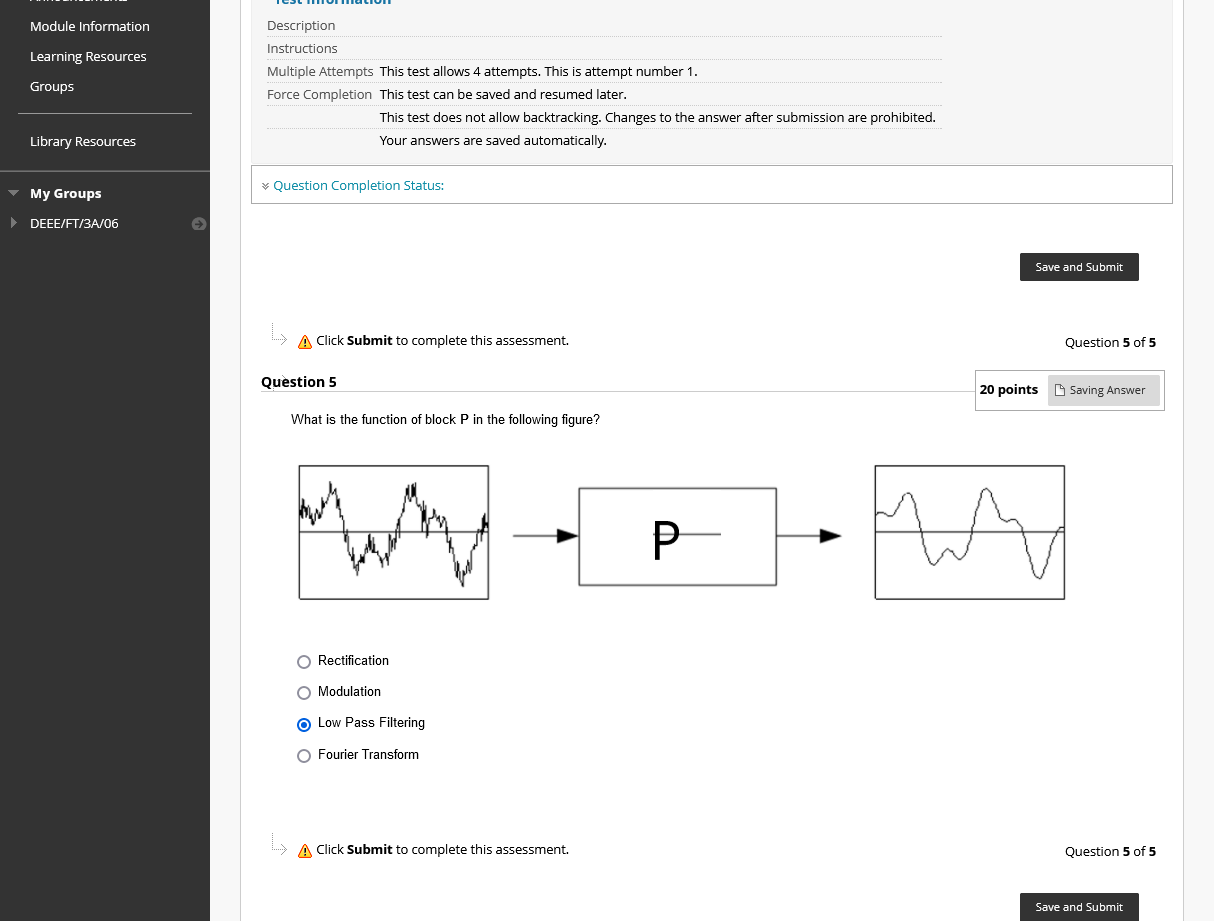 Module Information
Learning Resources
Groups
Library Resources
My Groups
DEEE/FT/3A/06
Test Information
Description
Instructions
Multiple Attempts This test allows 4 attempts. This is attempt number 1.
Force Completion This test can be saved and resumed later.
This test does not allow backtracking. Changes to the answer after submission are prohibited.
Your answers are saved automatically.
Question Completion Status:
Save and Submit
Click Submit to complete this assessment.
Question 5 of 5
Question 5
20 points
Saving Answer
What is the function of block P in the following figure?
P
Rectification
Modulation
Low Pass Filtering
Fourier Transform
Click Submit to complete this assessment.
Question 5 of 5
Save and Submit